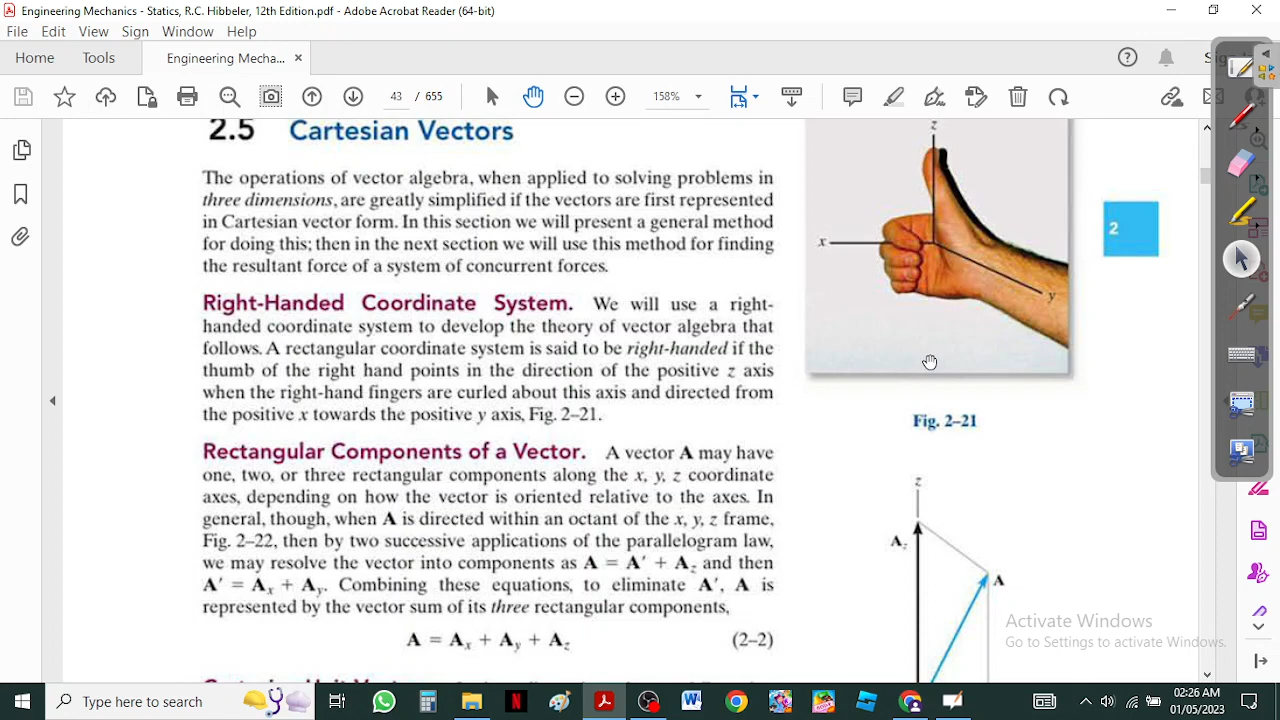 Engineering Mechanics - Statics, R.C. Hibbeler, 12th Edition.pdf - Adobe Acrobat Reader (64-bit)
File Edit View Sign Window Help
Home Tools Engineering Mecha... ×
43 / 655 158%
2.5 Cartesian Vectors
The operations of vector algebra, when applied to solving problems in
three dimensions, are greatly simplified if the vectors are first represented
in Cartesian vector form. In this section we will present a general method
for doing this; then in the next section we will use this method for finding
the resultant force of a system of concurrent forces.
Right-Handed Coordinate System. We will use a right-
handed coordinate system to develop the theory of vector algebra that
follows. A rectangular coordinate system is said to be right-handed if the
thumb of the right hand points in the direction of the positive z axis
when the right-hand fingers are curled about this axis and directed from
the positive x towards the positive y axis, Fig. 2–21.
Rectangular Components of a Vector. A vector A may have
one, two, or three rectangular components along the x, y, z coordinate
axes, depending on how the vector is oriented relative to the axes. In
general, though, when A is directed within an octant of the x, y, z frame,
Fig. 2–22, then by two successive applications of the parallelogram law,
we may resolve the vector into components as A = A′ + Az and then
A′ = Ax + Ay. Combining these equations, to eliminate A′, A is
represented by the vector sum of its three rectangular components,
A = Ax + Ay + Az (2–2)
z
x
y
2
Fig. 2–21
z
Az
A
Activate Windows
Go to Settings to activate Windows.
Type here to search
02:26 AM
01/05/2023